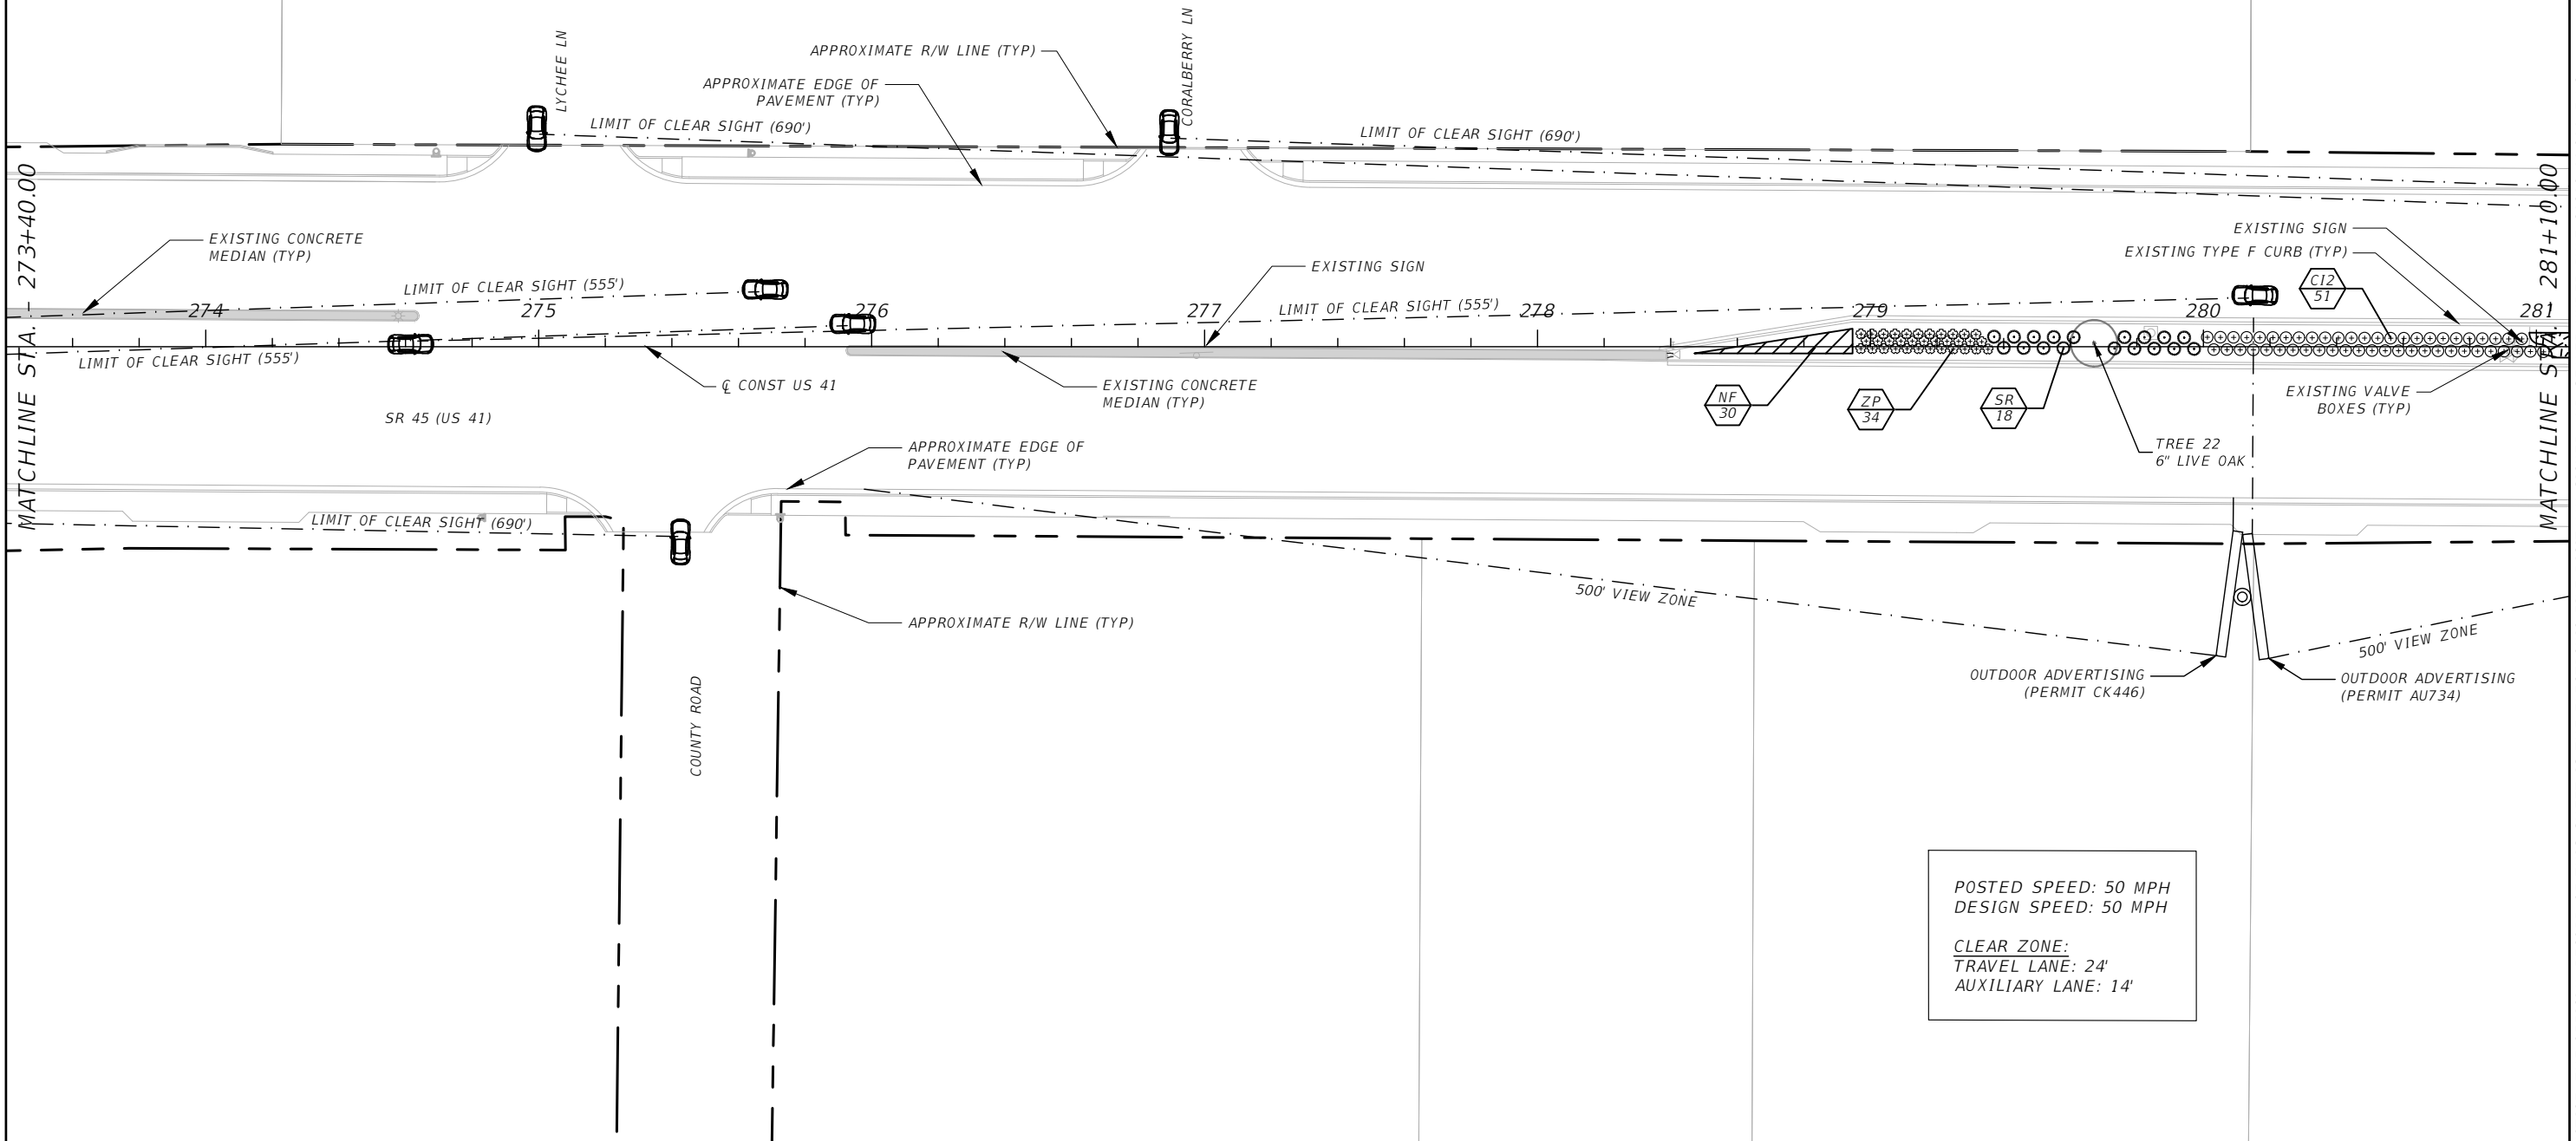 LYCHEE LN
CORALBERRY LN
APPROXIMATE R/W LINE (TYP)
APPROXIMATE EDGE OF
PAVEMENT (TYP)
LIMIT OF CLEAR SIGHT (690')
LIMIT OF CLEAR SIGHT (690')
MATCHLINE STA. - 273+40.00
EXISTING CONCRETE
MEDIAN (TYP)
LIMIT OF CLEAR SIGHT (555')
EXISTING SIGN
LIMIT OF CLEAR SIGHT (555')
EXISTING SIGN
EXISTING TYPE F CURB (TYP)
CI2
51
274
275
276
277
278
279
280
281
LIMIT OF CLEAR SIGHT (555')
℄ CONST US 41
EXISTING CONCRETE
MEDIAN (TYP)
NF
30
ZP
34
SR
18
EXISTING VALVE
BOXES (TYP)
SR 45 (US 41)
TREE 22
6" LIVE OAK
APPROXIMATE EDGE OF
PAVEMENT (TYP)
MATCHLINE STA. - 281+10.00
LIMIT OF CLEAR SIGHT (690')
500' VIEW ZONE
APPROXIMATE R/W LINE (TYP)
500' VIEW ZONE
OUTDOOR ADVERTISING
(PERMIT CK446)
OUTDOOR ADVERTISING
(PERMIT AU734)
COUNTY ROAD
POSTED SPEED: 50 MPH
DESIGN SPEED: 50 MPH
CLEAR ZONE:
TRAVEL LANE: 24'
AUXILIARY LANE: 14'